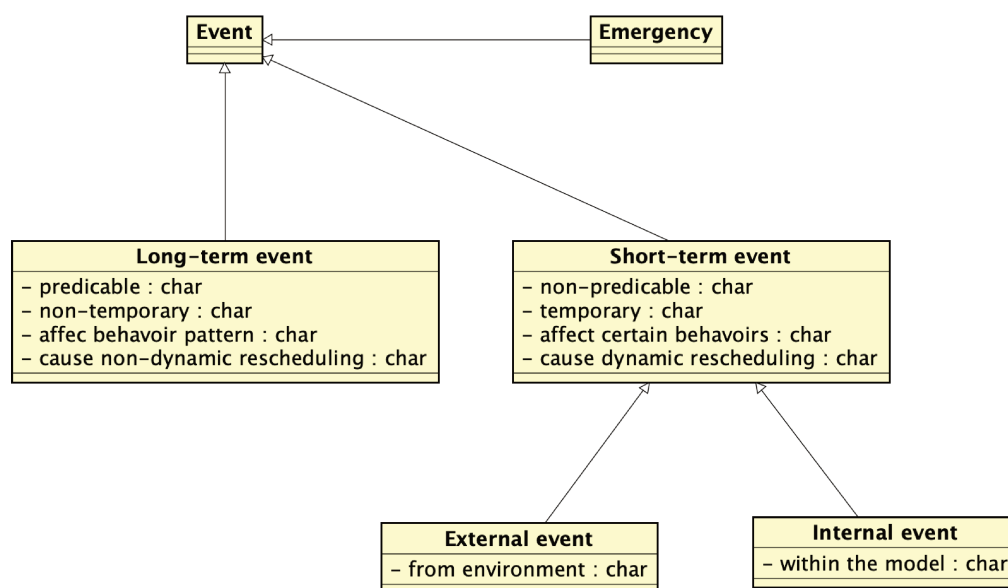 Event
Emergency
Long-term event
- predicable : char
- non-temporary : char
- affec behavoir pattern : char
- cause non-dynamic rescheduling : char
Short-term event
- non-predicable : char
- temporary : char
- affect certain behavoirs : char
- cause dynamic rescheduling : char
External event
- from environment : char
Internal event
- within the model : char